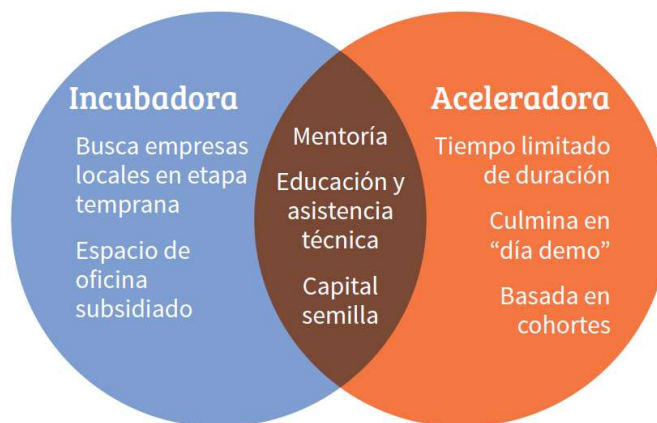 Incubadora
Busca empresas
locales en etapa
temprana
Espacio de
oficina
subsidiado
Mentoría
Educación y
asistencia
técnica
Capital
semilla
Aceleradora
Tiempo limitado
de duración
Culmina en
“día demo”
Basada en
cohortes